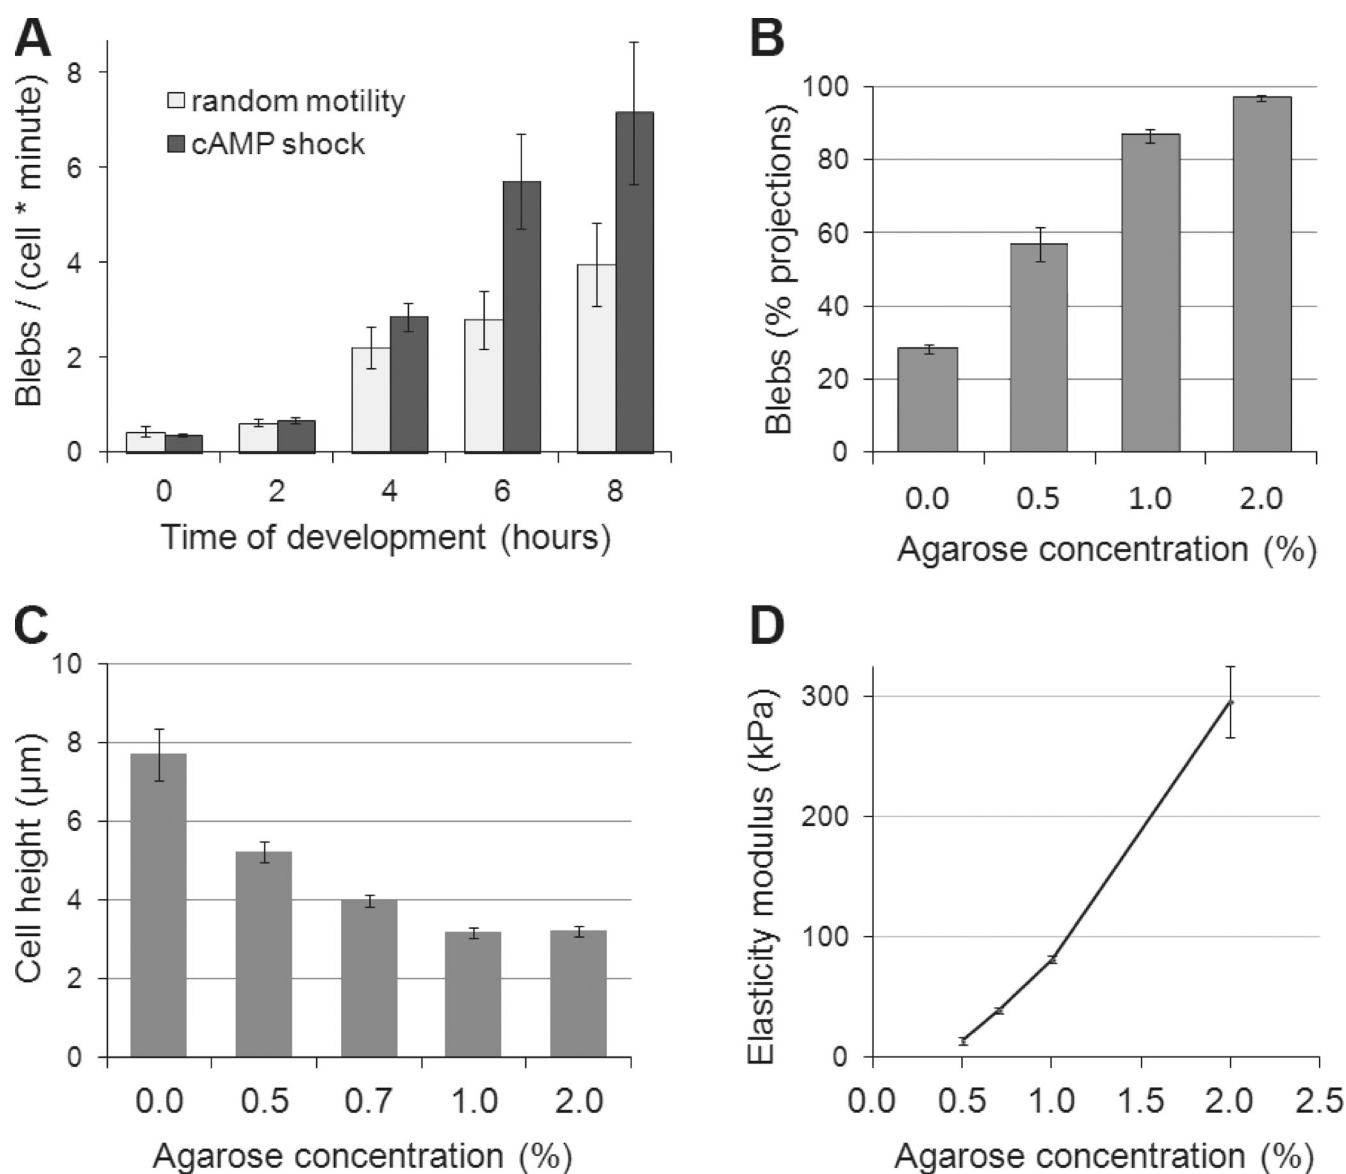 A
Blebs / (cell * minute)
8
6
4
2
0
random motility
cAMP shock
0 2 4 6 8
Time of development (hours)
B
Blebs (% projections)
100
80
60
40
20
0
0.0 0.5 1.0 2.0
Agarose concentration (%)
C
Cell height (µm)
10
8
6
4
2
0
0.0 0.5 0.7 1.0 2.0
Agarose concentration (%)
D
Elasticity modulus (kPa)
300
200
100
0
0.0 0.5 1.0 1.5 2.0 2.5
Agarose concentration (%)